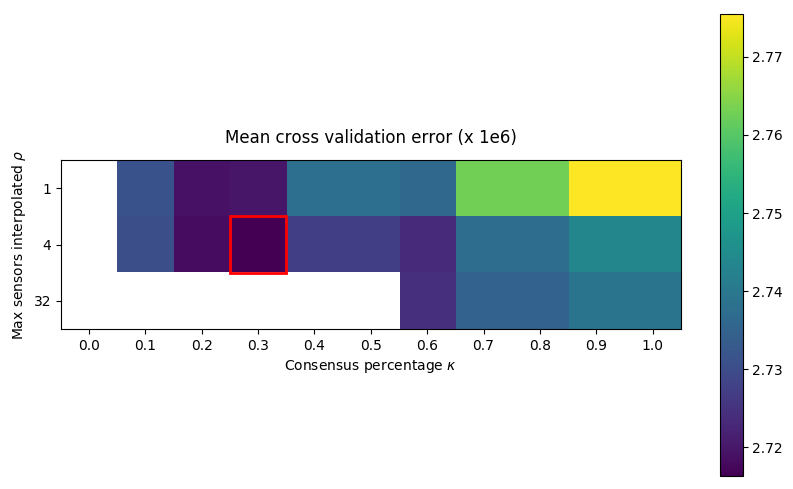 Mean cross validation error (x 1e6)
Max sensors interpolated ρ
1
4
32
0.0 0.1 0.2 0.3 0.4 0.5 0.6 0.7 0.8 0.9 1.0
Consensus percentage κ
2.77
2.76
2.75
2.74
2.73
2.72